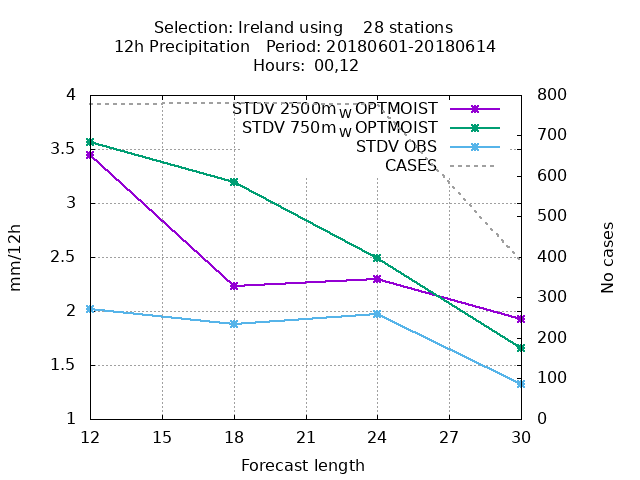 Selection: Ireland using    28 stations
12h Precipitation   Period: 20180601-20180614
Hours:  00,12
STDV 2500m_W OPTMOIST
STDV 750m_W OPTMOIST
STDV OBS
CASES
4
3.5
3
2.5
2
1.5
1
800
700
600
500
400
300
200
100
0
mm/12h
No cases
12 15 18 21 24 27 30
Forecast length